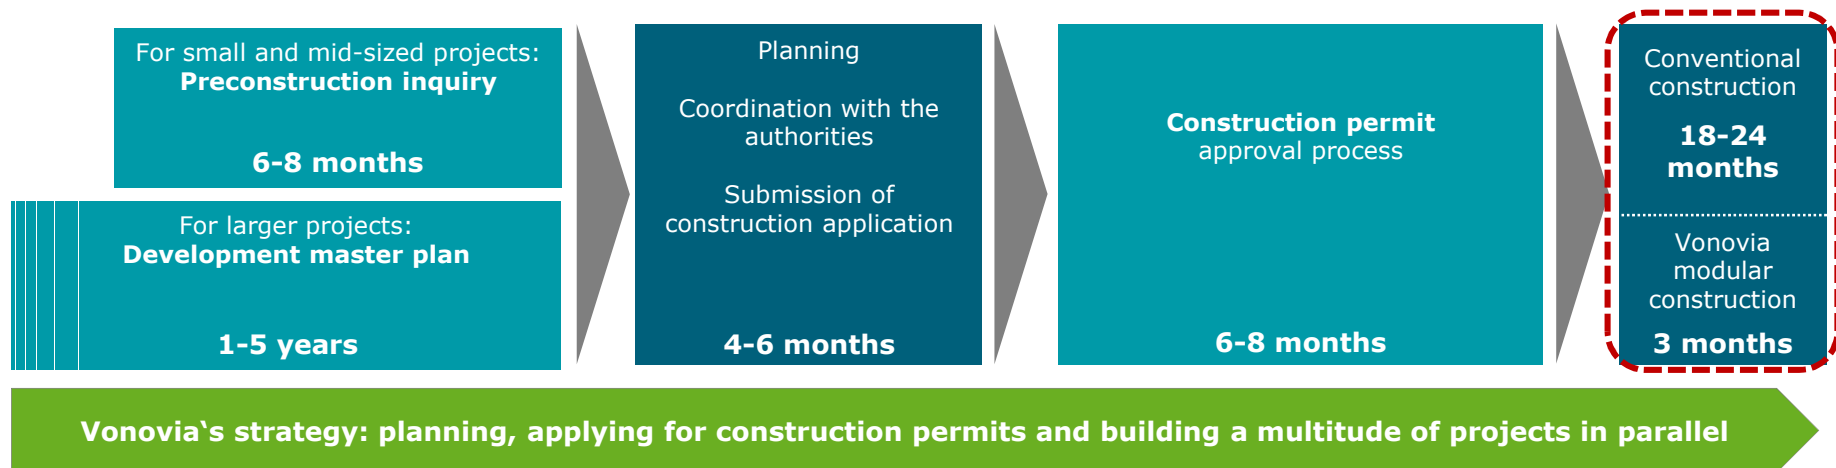 For small and mid-sized projects:
Preconstruction inquiry
6-8 months
For larger projects:
Development master plan
1-5 years
Planning
Coordination with the
authorities
Submission of
construction application
4-6 months
Construction permit
approval process
6-8 months
Conventional
construction
18-24
months
Vonovia
modular
construction
3 months
Vonovia‘s strategy: planning, applying for construction permits and building a multitude of projects in parallel